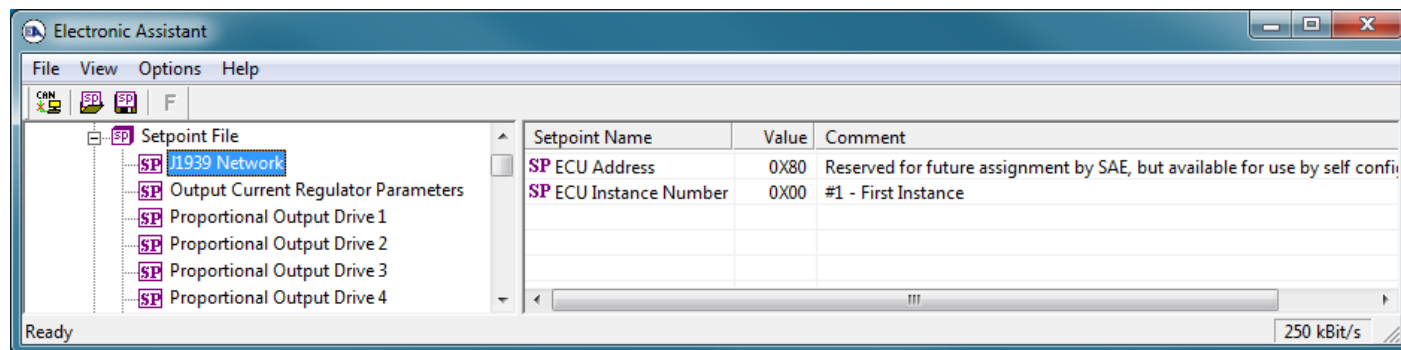 Electronic Assistant
File View Options Help
CAN SP SP F
SP Setpoint File
SP J1939 Network
SP Output Current Regulator Parameters
SP Proportional Output Drive 1
SP Proportional Output Drive 2
SP Proportional Output Drive 3
SP Proportional Output Drive 4
Setpoint Name Value Comment
SP ECU Address 0X80 Reserved for future assignment by SAE, but available for use by self confi
SP ECU Instance Number 0X00 #1 - First Instance
Ready 250 kBit/s